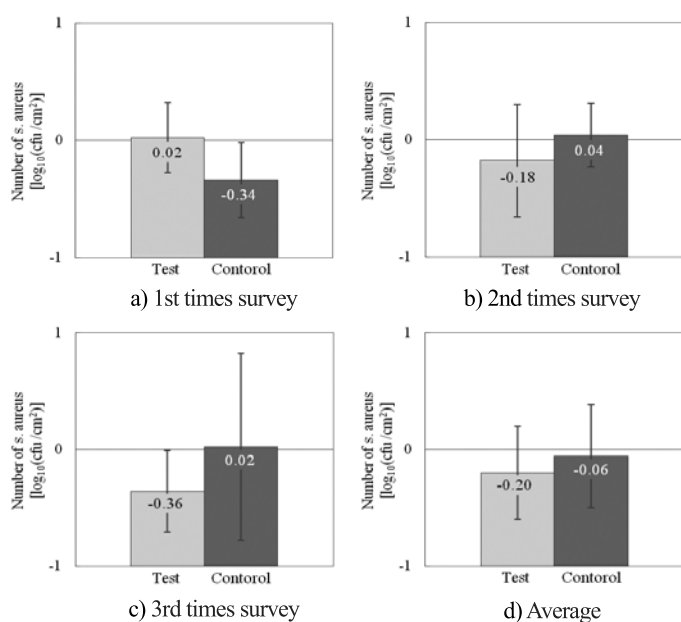 1
0
-1
Number of s. aureus
[log₁₀(cfu /cm²)]
0.02
-0.34
Test Contorol
a) 1st times survey
1
0
-1
Number of s. aureus
[log₁₀(cfu /cm²)]
-0.18
0.04
Test Contorol
b) 2nd times survey
1
0
-1
Number of s. aureus
[log₁₀(cfu /cm²)]
-0.36
0.02
Test Contorol
c) 3rd times survey
1
0
-1
Number of s. aureus
[log₁₀(cfu /cm²)]
-0.20
-0.06
Test Contorol
d) Average